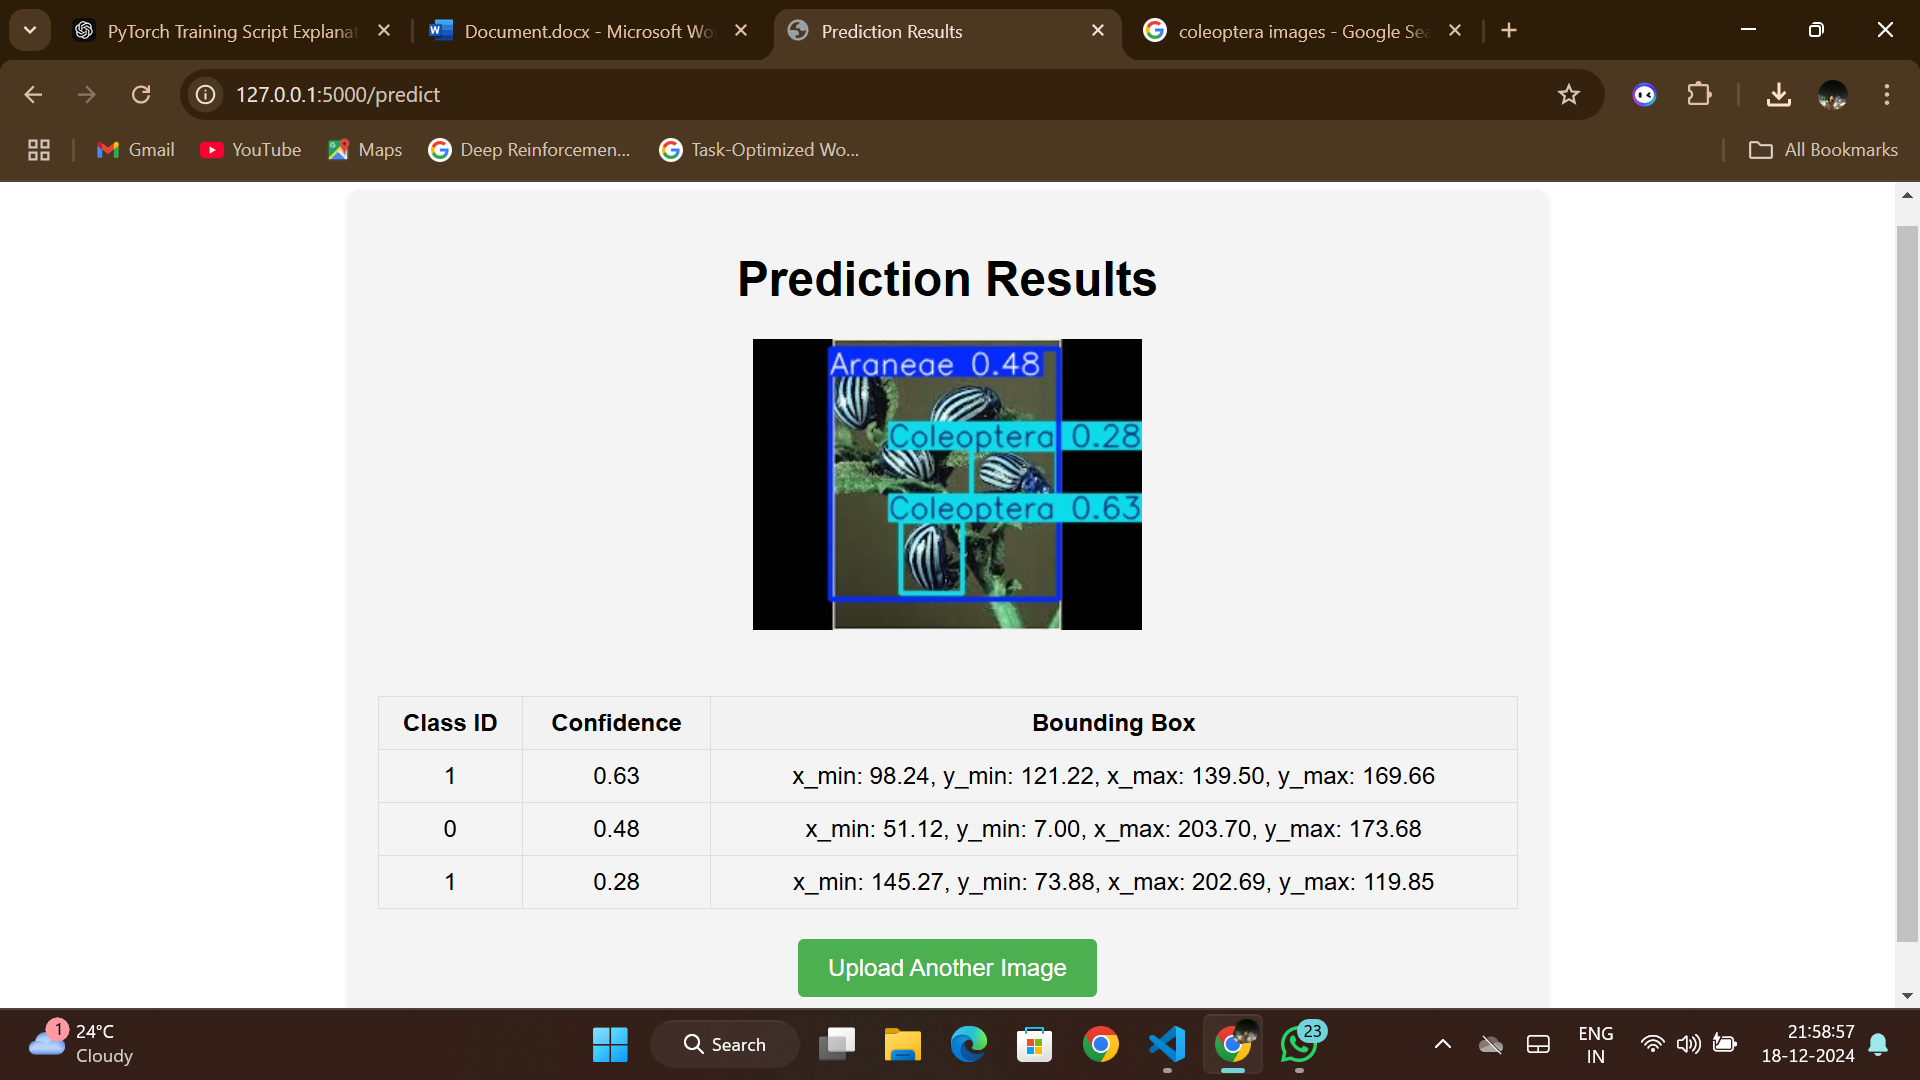 PyTorch Training Script Explanat
Document.docx - Microsoft Wo
Prediction Results
coleoptera images - Google Sea
127.0.0.1:5000/predict
Gmail
YouTube
Maps
Deep Reinforcemen...
Task-Optimized Wo...
All Bookmarks
Prediction Results
Araneae 0.48
Coleoptera 0.28
Coleoptera 0.63
Class ID Confidence Bounding Box
1 0.63 x_min: 98.24, y_min: 121.22, x_max: 139.50, y_max: 169.66
0 0.48 x_min: 51.12, y_min: 7.00, x_max: 203.70, y_max: 173.68
1 0.28 x_min: 145.27, y_min: 73.88, x_max: 202.69, y_max: 119.85
Upload Another Image
1
24°C
Cloudy
Search
23
ENG
IN
21:58:57
18-12-2024